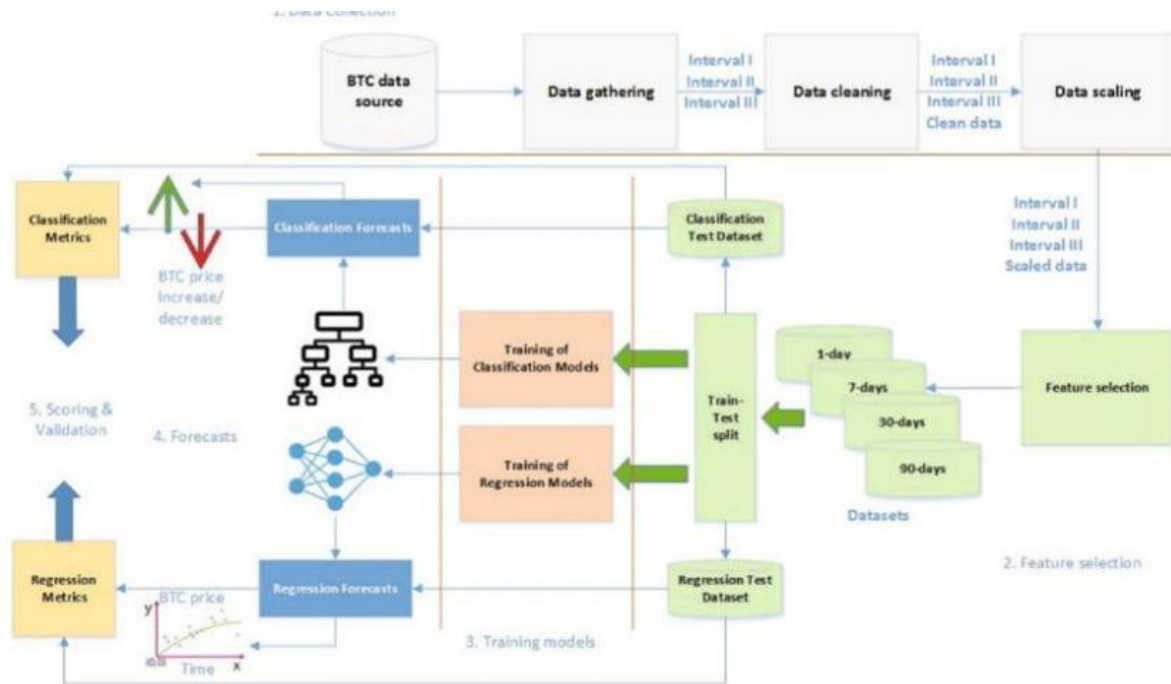 1. Data Collection
BTC data
source
Data gathering
Interval I
Interval II
Interval III
Data cleaning
Interval I
Interval II
Interval III
Clean data
Data scaling
Classification
Metrics
BTC price
Increase/
decrease
Classification Forecasts
Classification
Test Dataset
Interval I
Interval II
Interval III
Scaled data
Training of
Classification Models
Train-
Test
split
1-day
7-days
30-days
90-days
Datasets
Feature selection
5. Scoring &
Validation
4. Forecasts
Training of
Regression Models
2. Feature selection
Regression
Metrics
BTC price
y
x
Time
Regression Forecasts
Regression Test
Dataset
3. Training models